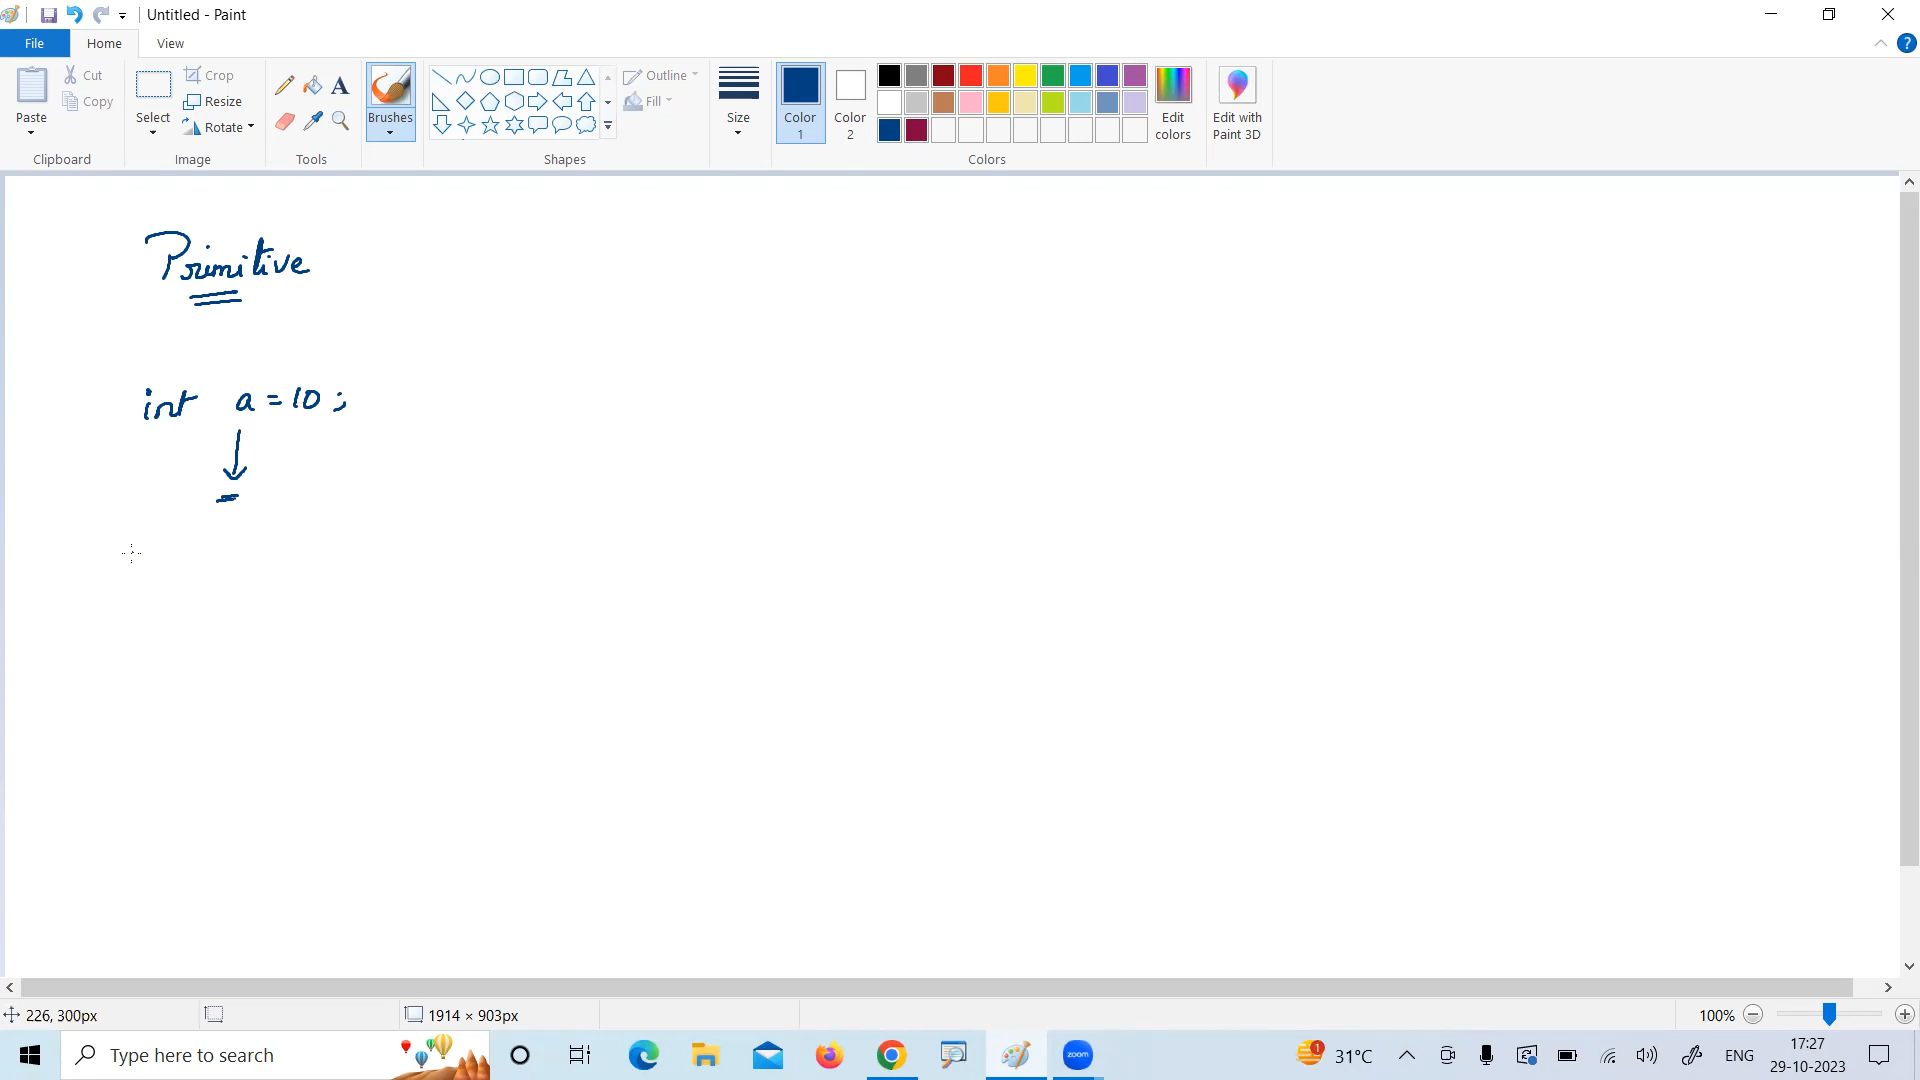 Untitled - Paint
File Home View
Paste Cut Copy Clipboard
Select Crop Resize Rotate Image
Tools
Brushes
Shapes Outline Fill
Size
Color 1 Color 2 Edit colors Colors
Edit with Paint 3D
Primitive
int a = 10 ;
226, 300px 1914 × 903px 100%
Type here to search zoom 1 31°C ENG 17:27 29-10-2023